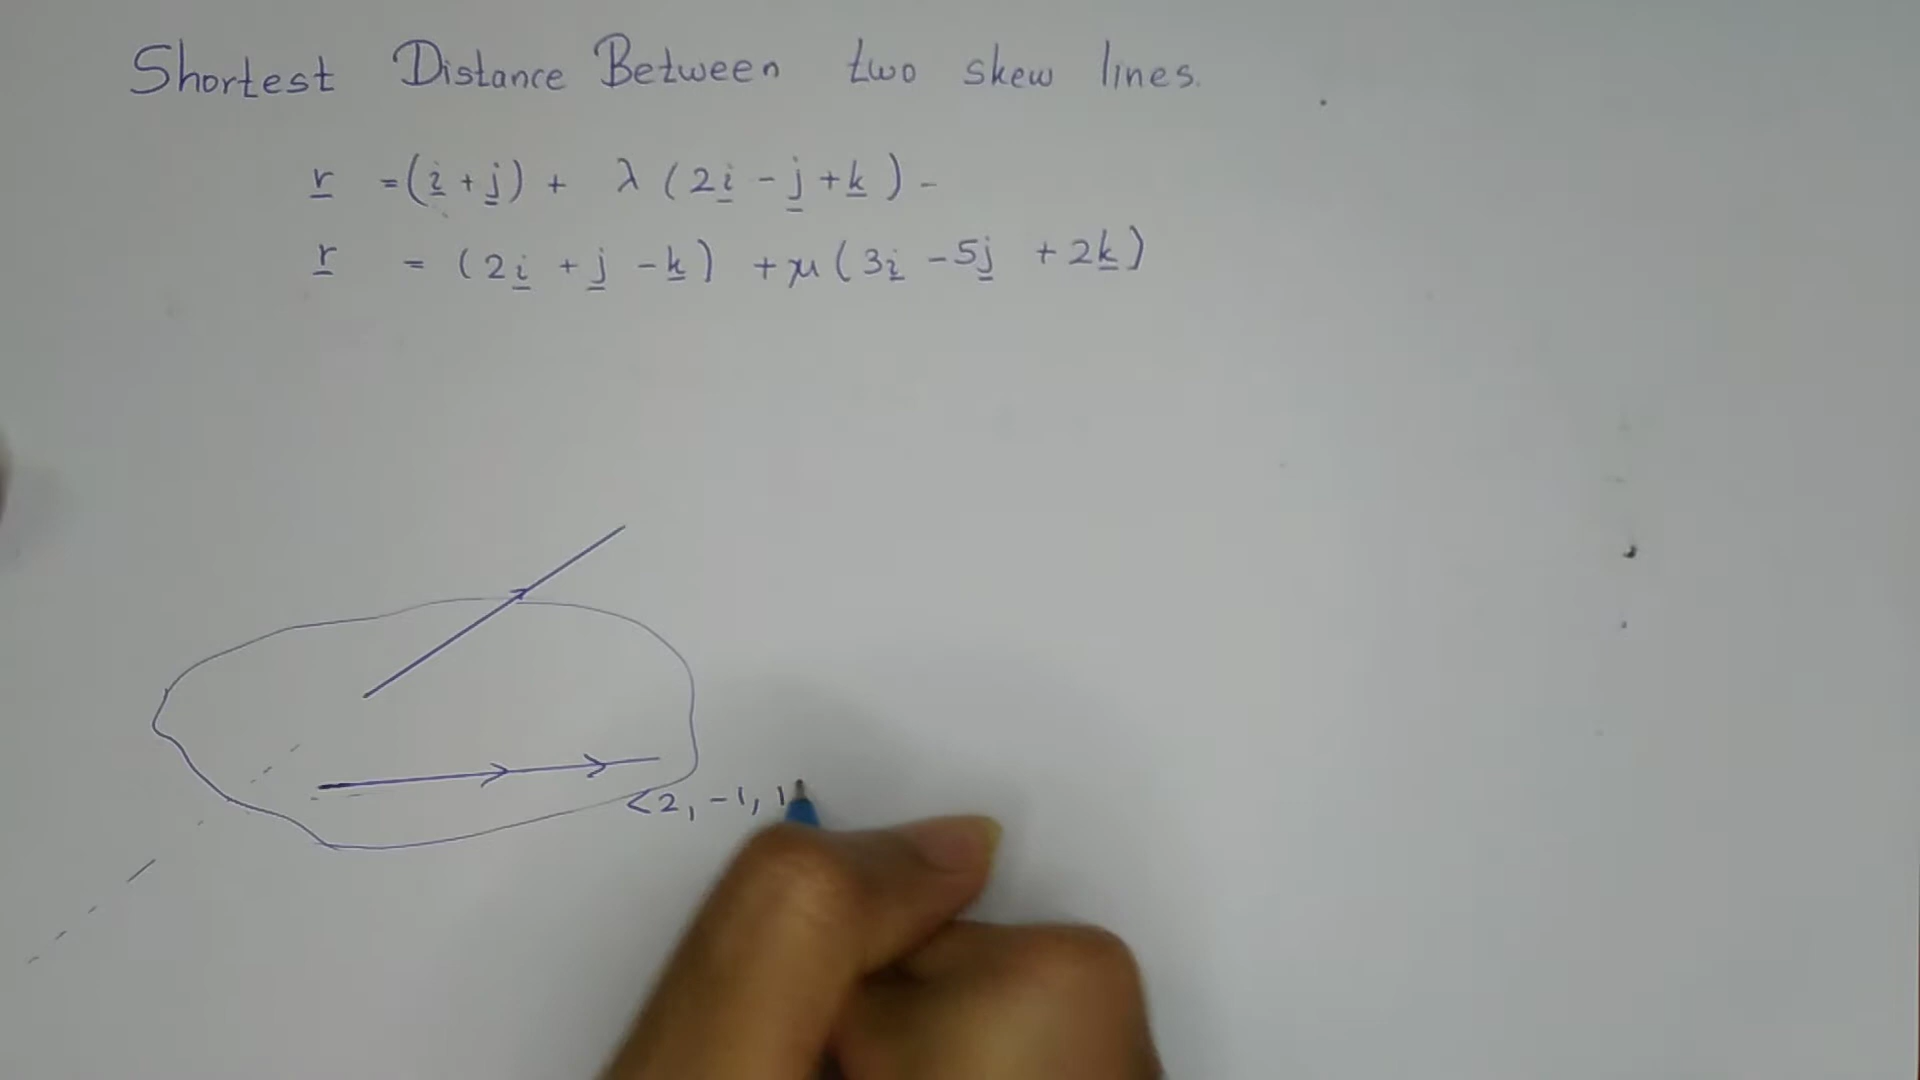 Shortest Distance Between two skew lines.
r = (i + j) + λ (2i - j + k) -
r = (2i + j - k) + μ (3i - 5j + 2k)
<2, -1, 1